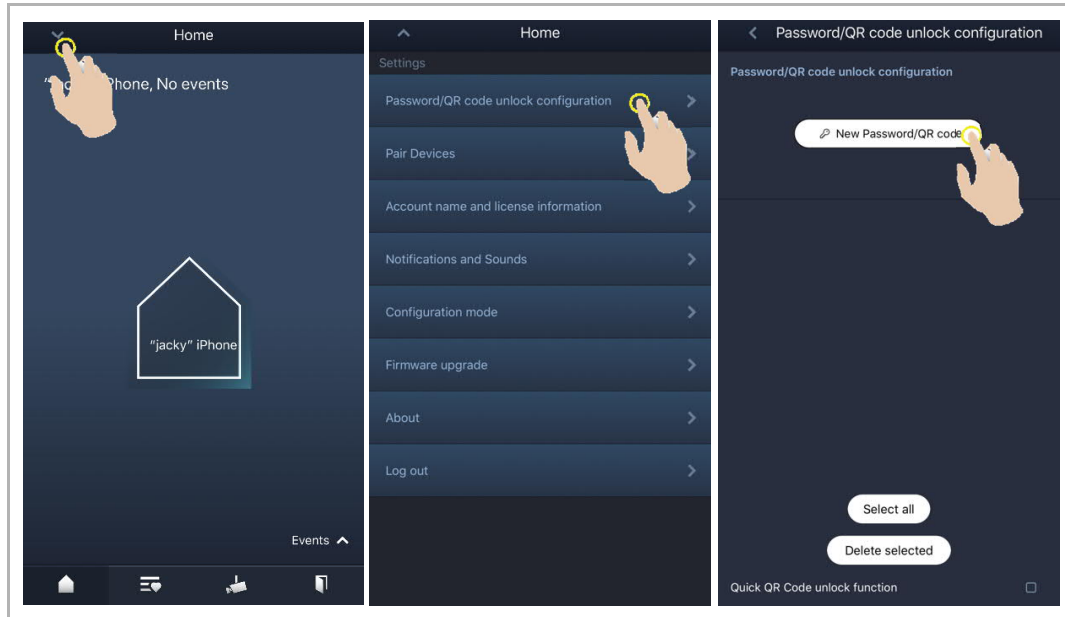 Home
Phone, No events
"jacky" iPhone
Events
Home
Settings
Password/QR code unlock configuration
Pair Devices
Account name and license information
Notifications and Sounds
Configuration mode
Firmware upgrade
About
Log out
Password/QR code unlock configuration
Password/QR code unlock configuration
New Password/QR code
Select all
Delete selected
Quick QR Code unlock function